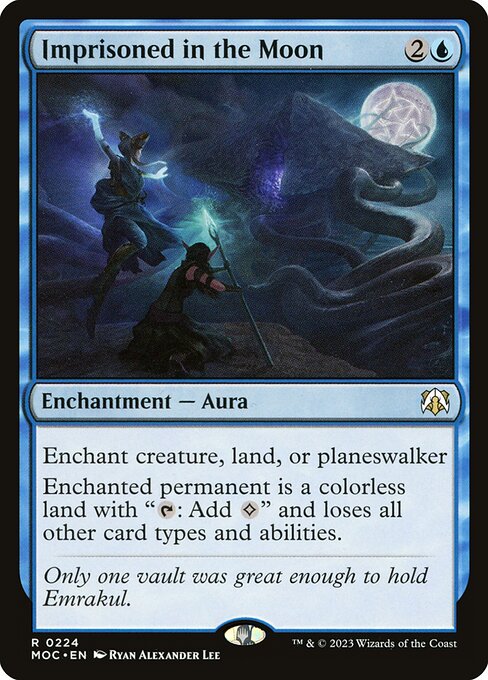 Imprisoned in the Moon 2
Enchantment — Aura
Enchant creature, land, or planeswalker
Enchanted permanent is a colorless
land with “: Add ” and loses all
other card types and abilities.
Only one vault was great enough to hold
Emrakul.
R 0224
MOC • EN Ryan Alexander Lee
™ & © 2023 Wizards of the Coast